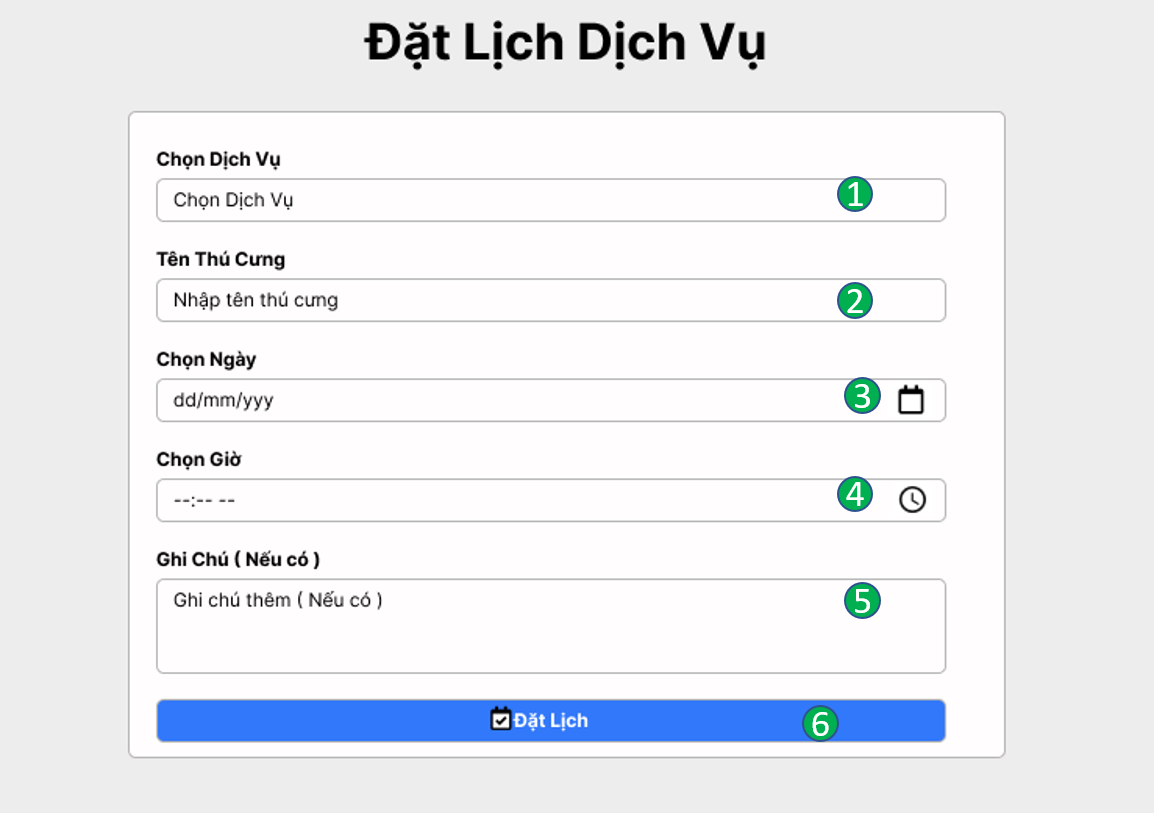 Đặt Lịch Dịch Vụ
Chọn Dịch Vụ
Chọn Dịch Vụ 1
Tên Thú Cưng
Nhập tên thú cưng 2
Chọn Ngày
dd/mm/yyy 3
Chọn Giờ
--:-- -- 4
Ghi Chú ( Nếu có )
Ghi chú thêm ( Nếu có ) 5
Đặt Lịch 6